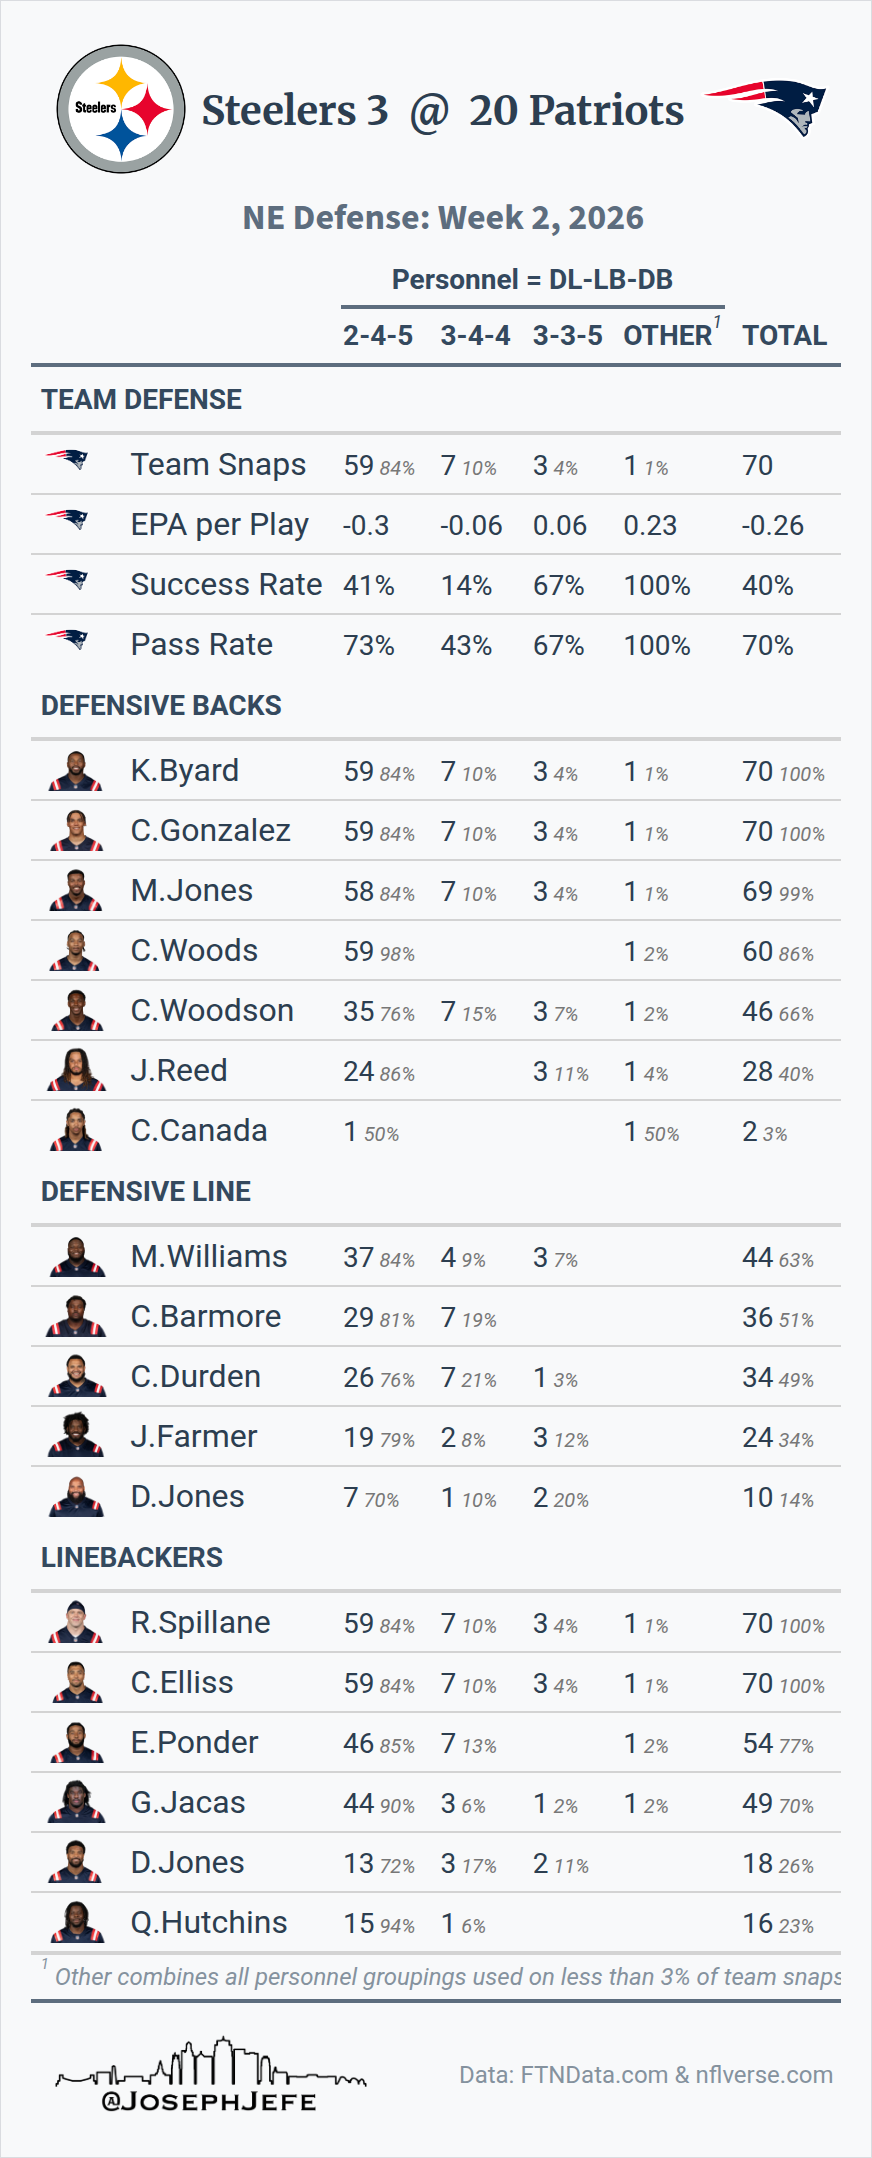 Steelers
Steelers 3 @ 20 Patriots
NE Defense: Week 2, 2026
Personnel = DL-LB-DB
2-4-5 3-4-4 3-3-5 OTHER1 TOTAL
TEAM DEFENSE
Team Snaps 59 84% 7 10% 3 4% 1 1% 70
EPA per Play -0.3 -0.06 0.06 0.23 -0.26
Success Rate 41% 14% 67% 100% 40%
Pass Rate 73% 43% 67% 100% 70%
DEFENSIVE BACKS
K.Byard 59 84% 7 10% 3 4% 1 1% 70 100%
C.Gonzalez 59 84% 7 10% 3 4% 1 1% 70 100%
M.Jones 58 84% 7 10% 3 4% 1 1% 69 99%
C.Woods 59 98% 1 2% 60 86%
C.Woodson 35 76% 7 15% 3 7% 1 2% 46 66%
J.Reed 24 86% 3 11% 1 4% 28 40%
C.Canada 1 50% 1 50% 2 3%
DEFENSIVE LINE
M.Williams 37 84% 4 9% 3 7% 44 63%
C.Barmore 29 81% 7 19% 36 51%
C.Durden 26 76% 7 21% 1 3% 34 49%
J.Farmer 19 79% 2 8% 3 12% 24 34%
D.Jones 7 70% 1 10% 2 20% 10 14%
LINEBACKERS
R.Spillane 59 84% 7 10% 3 4% 1 1% 70 100%
C.Elliss 59 84% 7 10% 3 4% 1 1% 70 100%
E.Ponder 46 85% 7 13% 1 2% 54 77%
G.Jacas 44 90% 3 6% 1 2% 1 2% 49 70%
D.Jones 13 72% 3 17% 2 11% 18 26%
Q.Hutchins 15 94% 1 6% 16 23%
1 Other combines all personnel groupings used on less than 3% of team snaps
@JosephJefe
Data: FTNData.com & nflverse.com